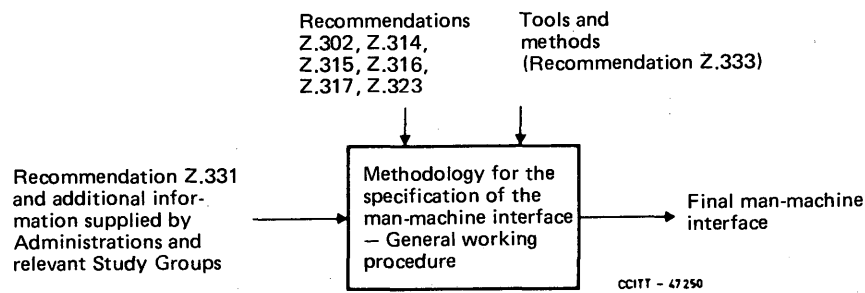 Recommendations
Z.302, Z.314,
Z.315, Z.316,
Z.317, Z.323
Tools and
methods
(Recommendation Z.333)
Recommendation Z.331
and additional infor-
mation supplied by
Administrations and
relevant Study Groups
Methodology for the
specification of the
man-machine interface
— General working
procedure
Final man-machine
interface
CCITT - 47250